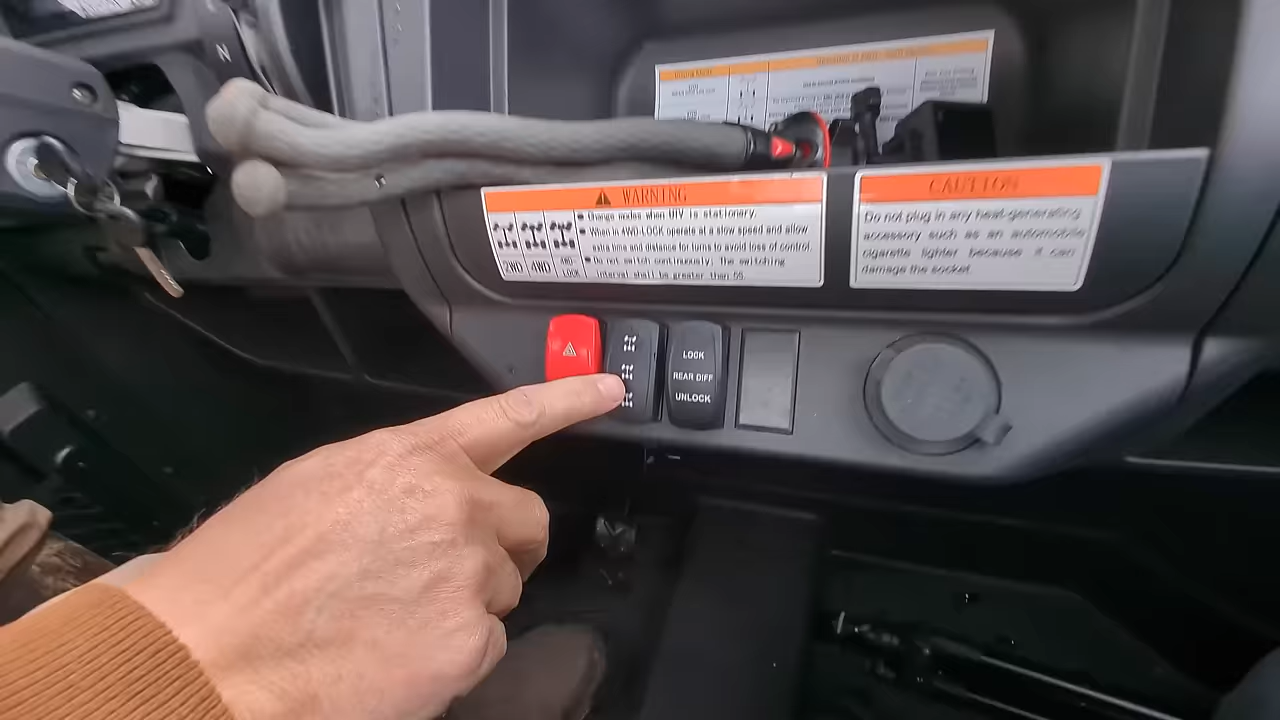 N
WARNING
Change modes when UTV is stationary.
When in 4WD-LOCK operate at a slow speed and allow
extra time and distance for turns to avoid loss of control.
Do not switch continuously. The switching
interval shall be greater than 5S.
2WD 4WD 4WD-
LOCK
CAUTION
Do not plug in any heat-generating
accessory such as an automobile
cigarette lighter because it can
damage the socket.
LOCK
REAR DIFF
UNLOCK